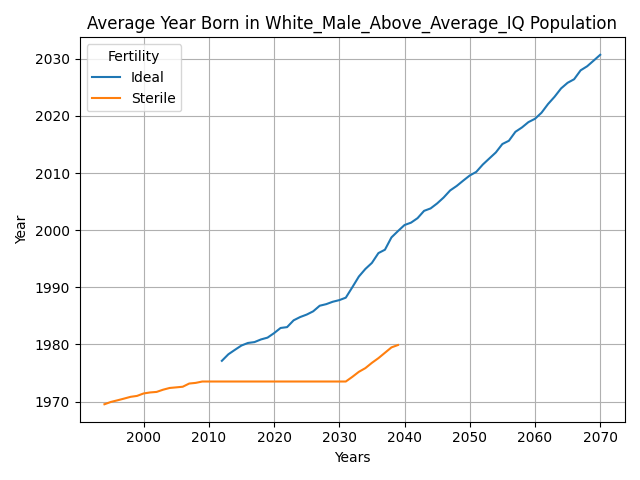 Average Year Born in White_Male_Above_Average_IQ Population
Fertility
Ideal
Sterile
Year
2030
2020
2010
2000
1990
1980
1970
2000 2010 2020 2030 2040 2050 2060 2070
Years